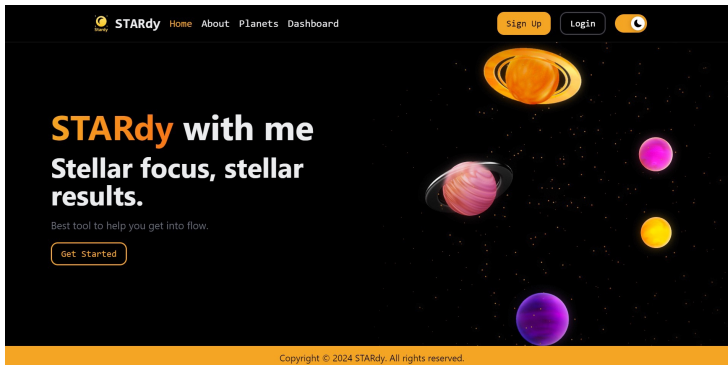 Stardy STARdy Home About Planets Dashboard Sign Up Login
STARdy with me
Stellar focus, stellar
results.
Best tool to help you get into flow.
Get Started
Copyright © 2024 STARdy. All rights reserved.